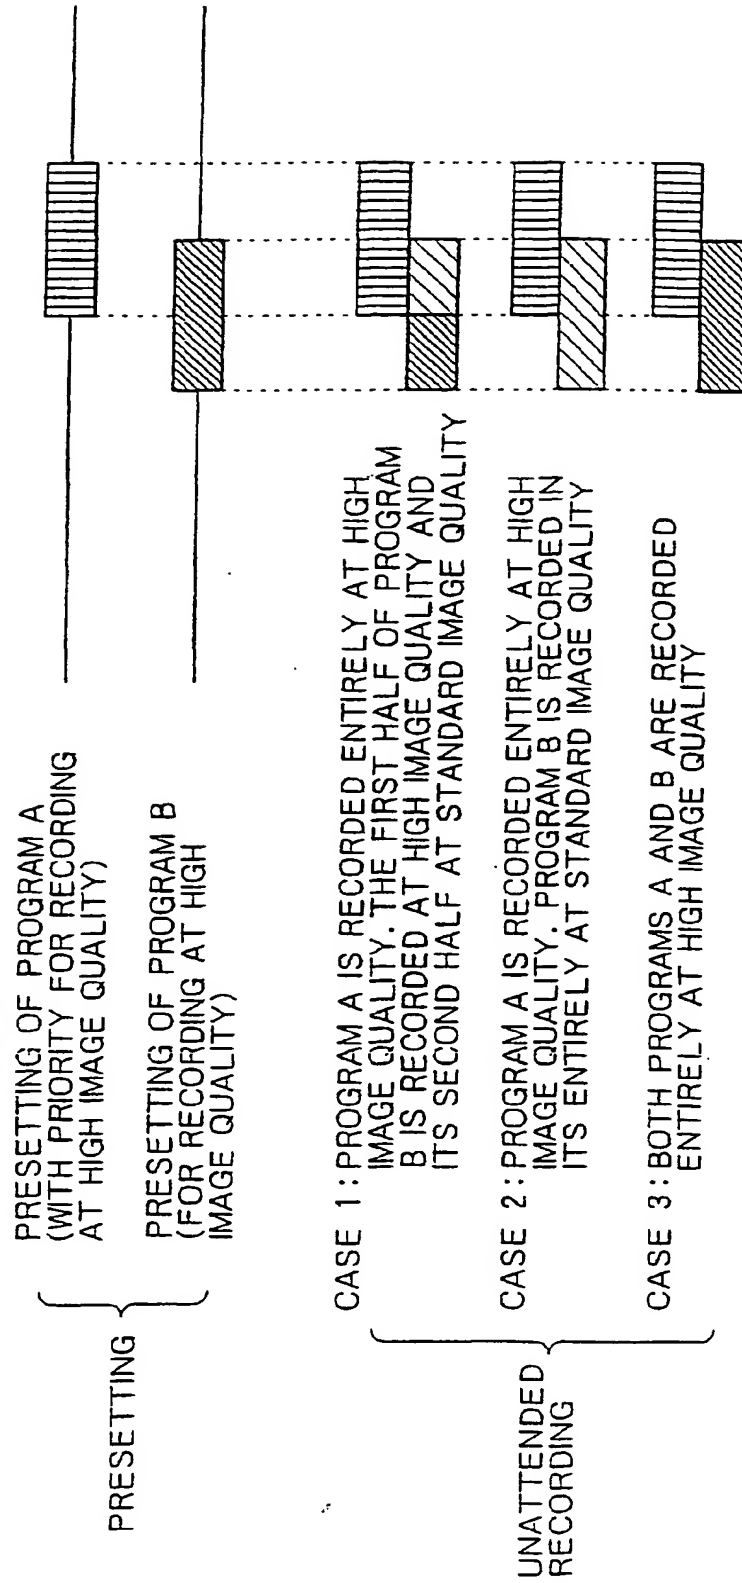 PRESETTING
PRESETTING OF PROGRAM A
(WITH PRIORITY FOR RECORDING
AT HIGH IMAGE QUALITY)
PRESETTING OF PROGRAM B
(FOR RECORDING AT HIGH
IMAGE QUALITY)
UNATTENDED
RECORDING
CASE 1: PROGRAM A IS RECORDED ENTIRELY AT HIGH
IMAGE QUALITY. THE FIRST HALF OF PROGRAM
B IS RECORDED AT HIGH IMAGE QUALITY AND
ITS SECOND HALF AT STANDARD IMAGE QUALITY
CASE 2: PROGRAM A IS RECORDED ENTIRELY AT HIGH
IMAGE QUALITY. PROGRAM B IS RECORDED IN
ITS ENTIRELY AT STANDARD IMAGE QUALITY
CASE 3: BOTH PROGRAMS A AND B ARE RECORDED
ENTIRELY AT HIGH IMAGE QUALITY